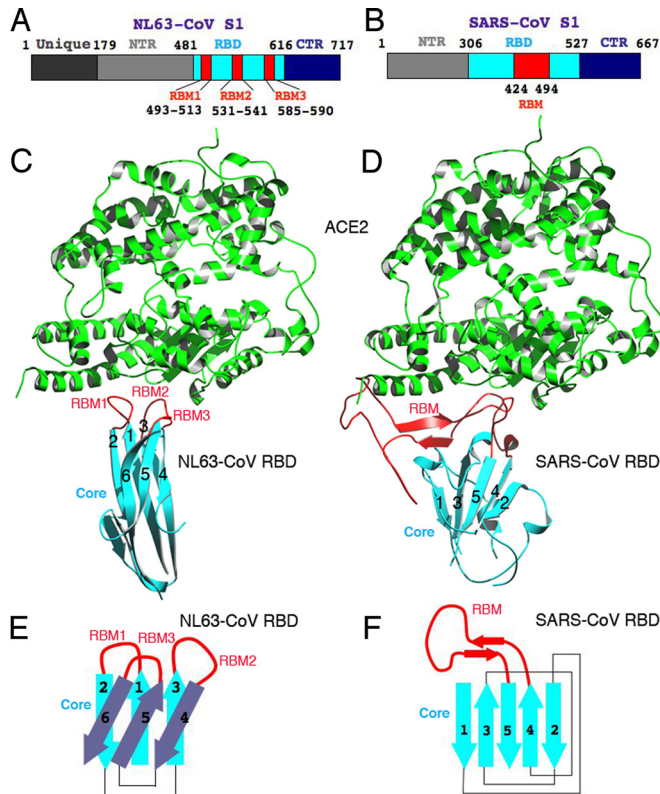 A
NL63-CoV S1
1 Unique 179 NTR 481 RBD 616 CTR 717
RBM1 RBM2 RBM3
493-513 531-541 585-590
B
SARS-CoV S1
1 NTR 306 RBD 527 CTR 667
424 494
RBM
C
D
ACE2
RBM1 RBM2 RBM3
2 1 3
6 5 4
NL63-CoV RBD
Core
RBM
SARS-CoV RBD
1 3 5 4 2
Core
E
NL63-CoV RBD
RBM1 RBM3
RBM2
2 1 3
Core
6 5 4
F
RBM
SARS-CoV RBD
Core
1 3 5 4 2